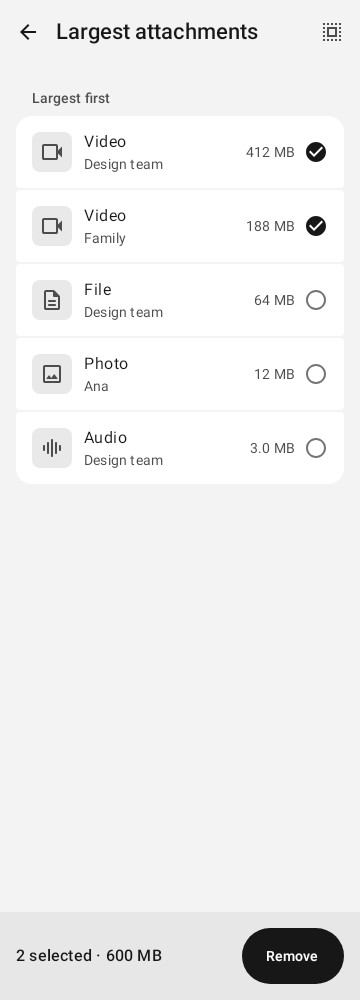 Largest attachments
Largest first
Video
Design team
412 MB
Video
Family
188 MB
File
Design team
64 MB
Photo
Ana
12 MB
Audio
Design team
3.0 MB
2 selected · 600 MB
Remove